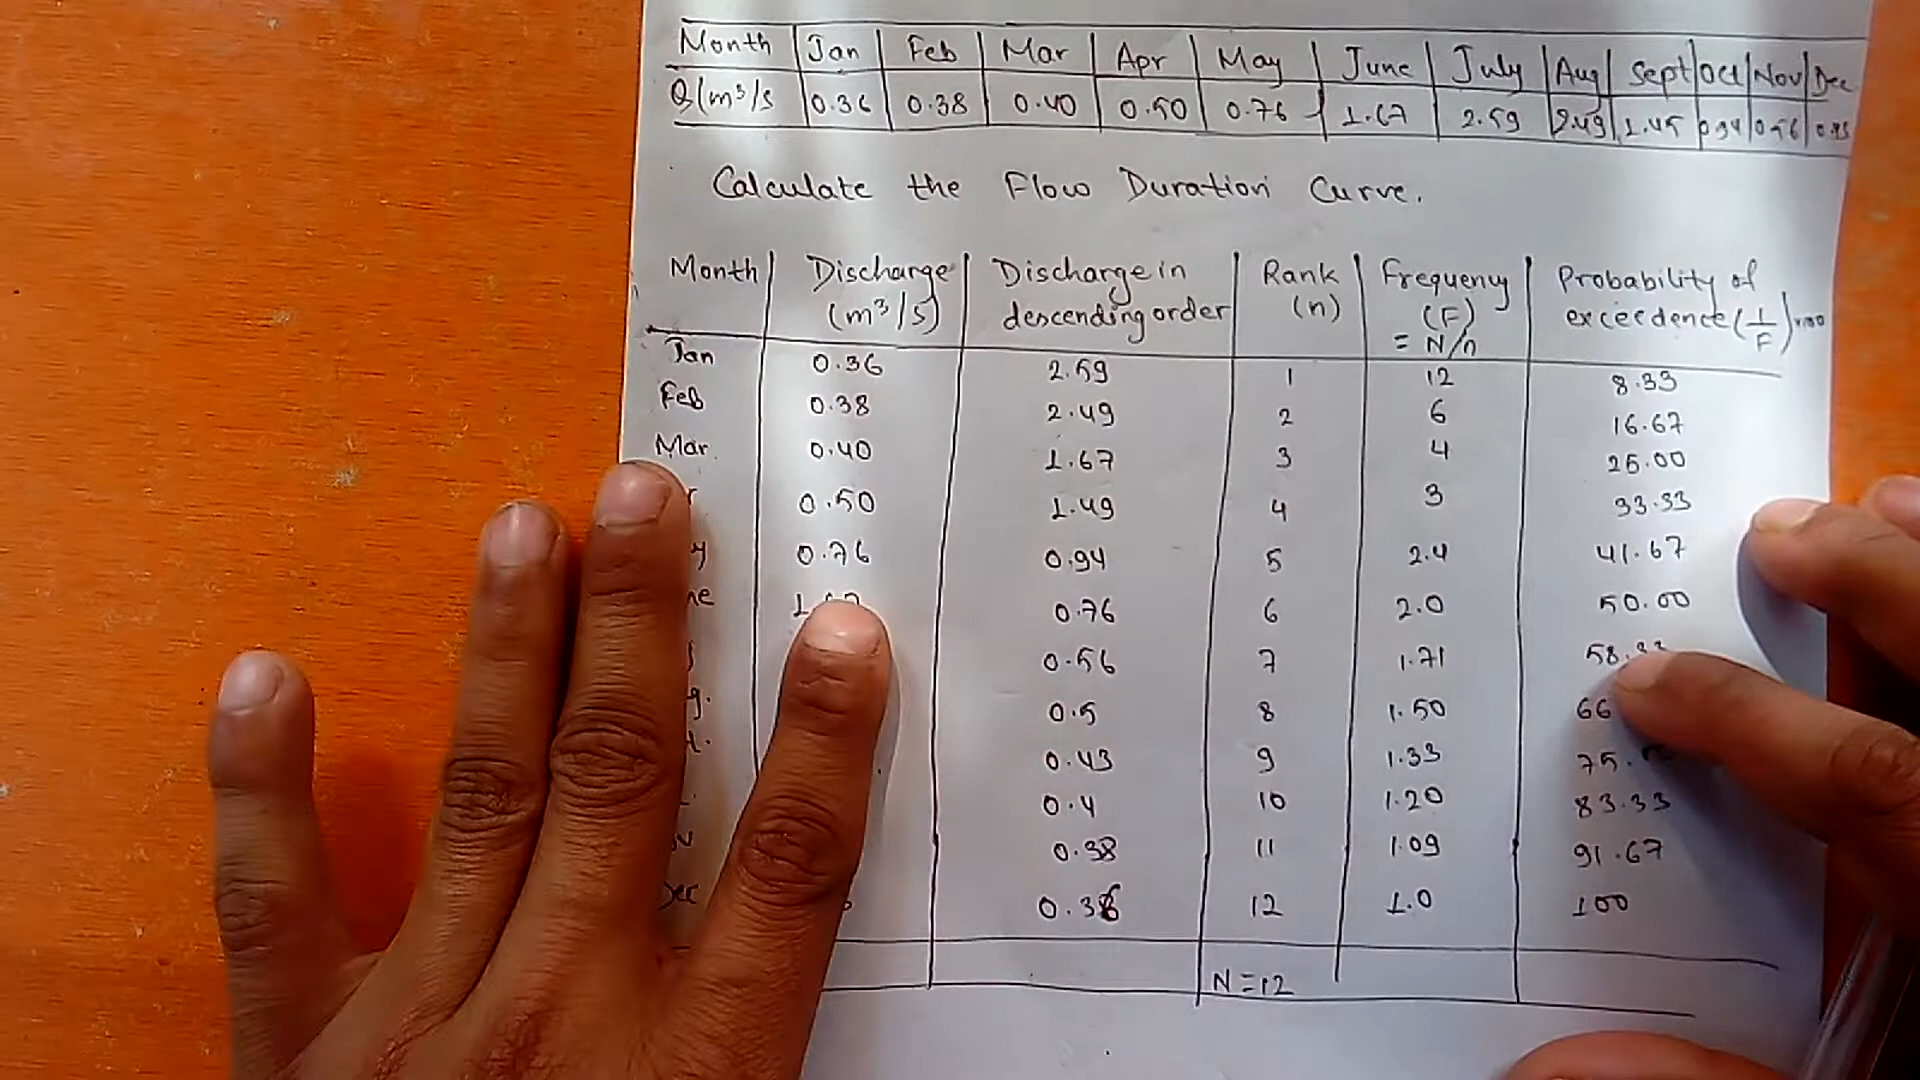 Month Jan Feb Mar Apr May June July Aug Sept Oct Nov Dec
Q(m³/s 0.36 0.38 0.40 0.50 0.76 1.67 2.59 2.49 1.45 0.94 0.56
Calculate the Flow Duration Curve.
Month Discharge Discharge in Rank Frequency Probability of
(m³/s) descending order (n) (F) exceedence (1/F)×100
= N/n
Jan 0.36 2.59 1 12 8.33
Feb 0.38 2.49 2 6 16.67
Mar. 0.40 1.67 3 4 25.00
0.50 1.49 4 3 33.33
0.76 0.94 5 2.4 41.67
0.76 6 2.0 50.00
0.56 7 1.71
0.5 8 1.50 66
0.43 9 1.33
0.4 10 1.20 83.33
0.38 11 1.09 91.67
Dec 0.36 12 1.0 100
N=12